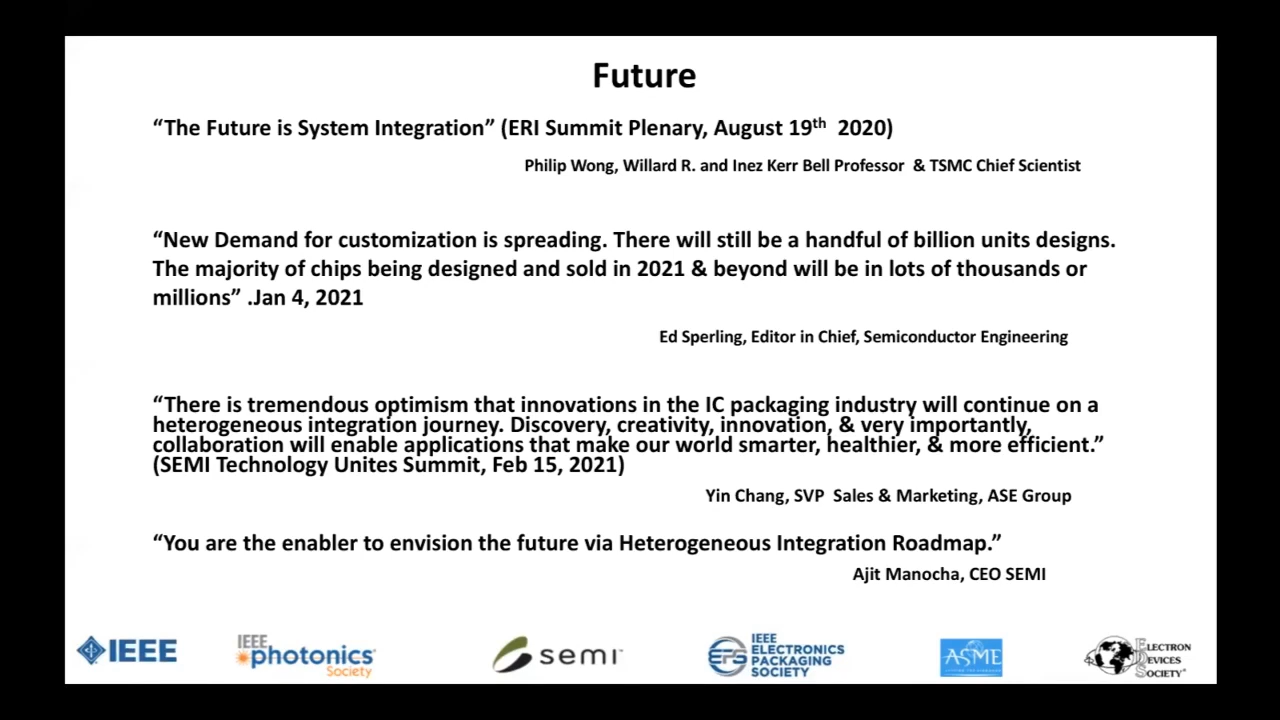 Future
“The Future is System Integration” (ERI Summit Plenary, August 19th 2020)
Philip Wong, Willard R. and Inez Kerr Bell Professor & TSMC Chief Scientist
“New Demand for customization is spreading. There will still be a handful of billion units designs.
The majority of chips being designed and sold in 2021 & beyond will be in lots of thousands or
millions” .Jan 4, 2021
Ed Sperling, Editor in Chief, Semiconductor Engineering
“There is tremendous optimism that innovations in the IC packaging industry will continue on a
heterogeneous integration journey. Discovery, creativity, innovation, & very importantly,
collaboration will enable applications that make our world smarter, healthier, & more efficient.”
(SEMI Technology Unites Summit, Feb 15, 2021)
Yin Chang, SVP Sales & Marketing, ASE Group
“You are the enabler to envision the future via Heterogeneous Integration Roadmap.”
Ajit Manocha, CEO SEMI
IEEE
IEEE
photonics
Society
semi
EPS
IEEE
ELECTRONICS
PACKAGING
SOCIETY
ASME
ELECTRON
DEVICES
SOCIETY®